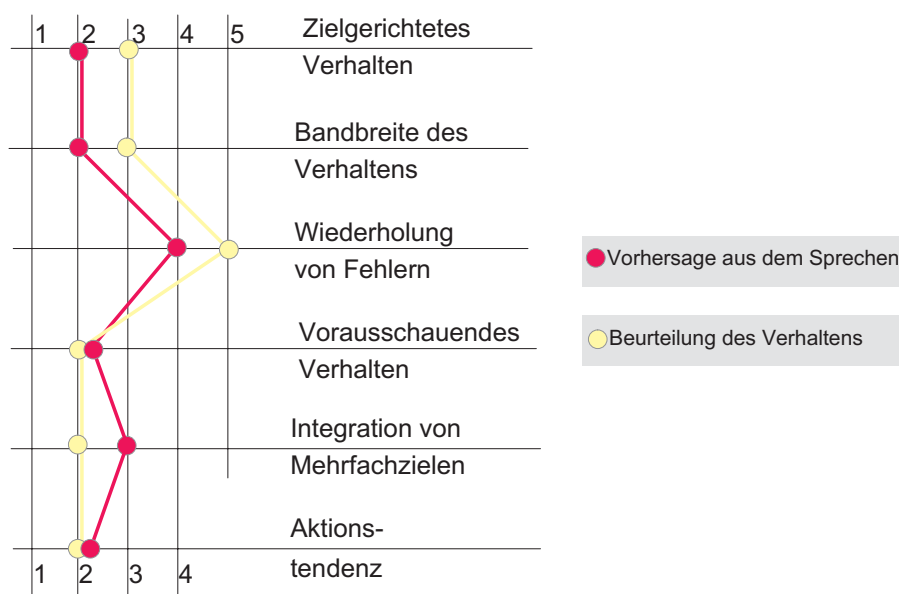 1 2 3 4 5
Zielgerichtetes
Verhalten
Bandbreite des
Verhaltens
Wiederholung
von Fehlern
Vorausschauendes
Verhalten
Integration von
Mehrfachzielen
Aktions-
tendenz
1 2 3 4
Vorhersage aus dem Sprechen
Beurteilung des Verhaltens